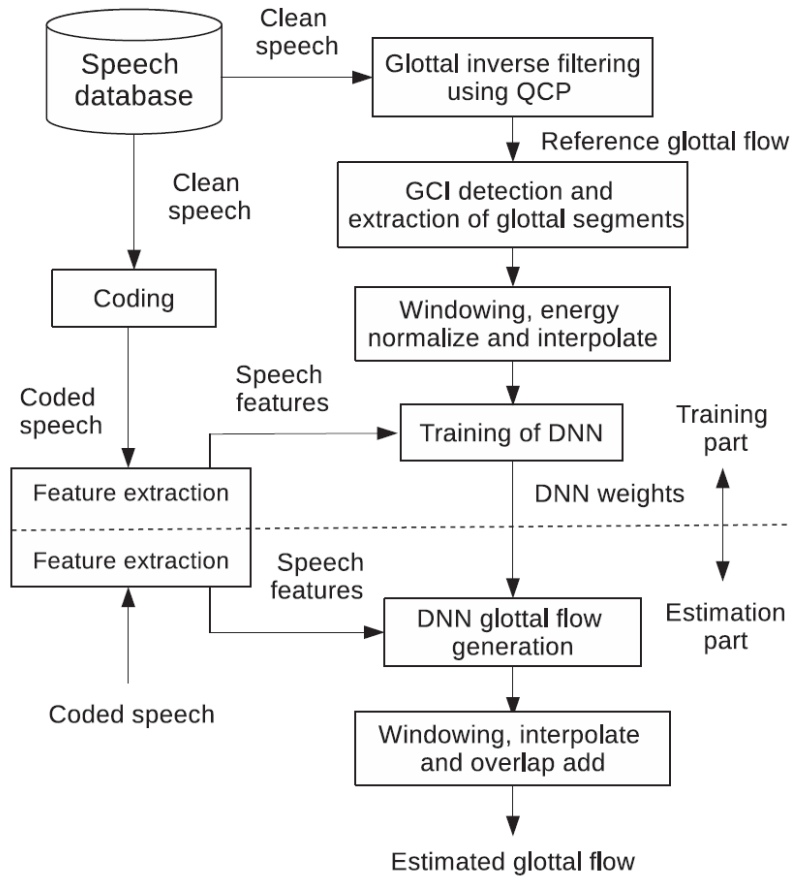 Speech
database
Clean
speech
Glottal inverse filtering
using QCP
Reference glottal flow
Clean
speech
GCI detection and
extraction of glottal segments
Coding
Windowing, energy
normalize and interpolate
Coded
speech
Speech
features
Training of DNN
Training
part
Feature extraction
DNN weights
Feature extraction
Speech
features
DNN glottal flow
generation
Estimation
part
Coded speech
Windowing, interpolate
and overlap add
Estimated glottal flow